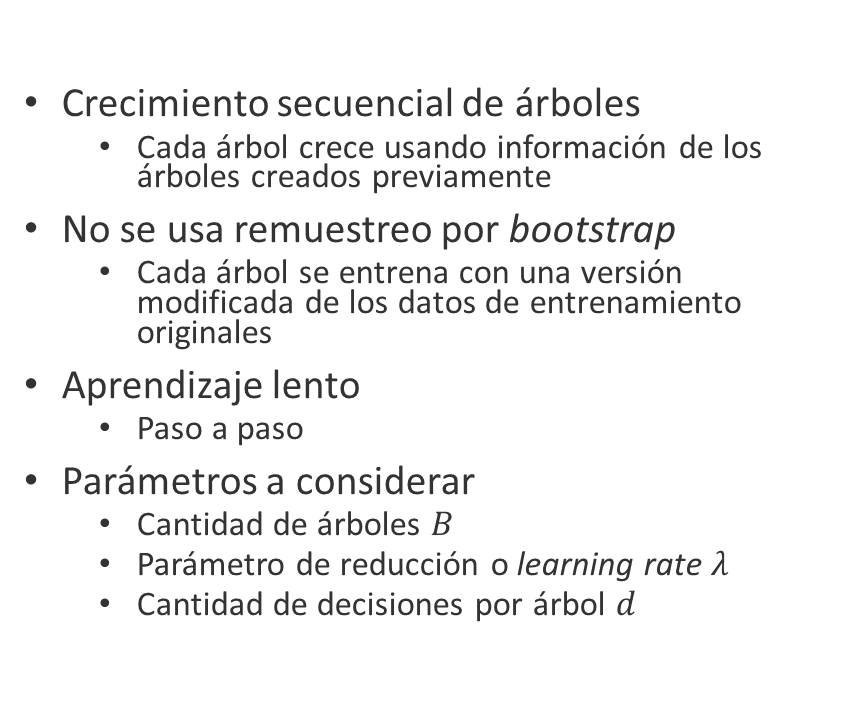 • Crecimiento secuencial de árboles
• Cada árbol crece usando información de los
árboles creados previamente
• No se usa remuestreo por bootstrap
• Cada árbol se entrena con una versión
modificada de los datos de entrenamiento
originales
• Aprendizaje lento
• Paso a paso
• Parámetros a considerar
• Cantidad de árboles B
• Parámetro de reducción o learning rate λ
• Cantidad de decisiones por árbol d